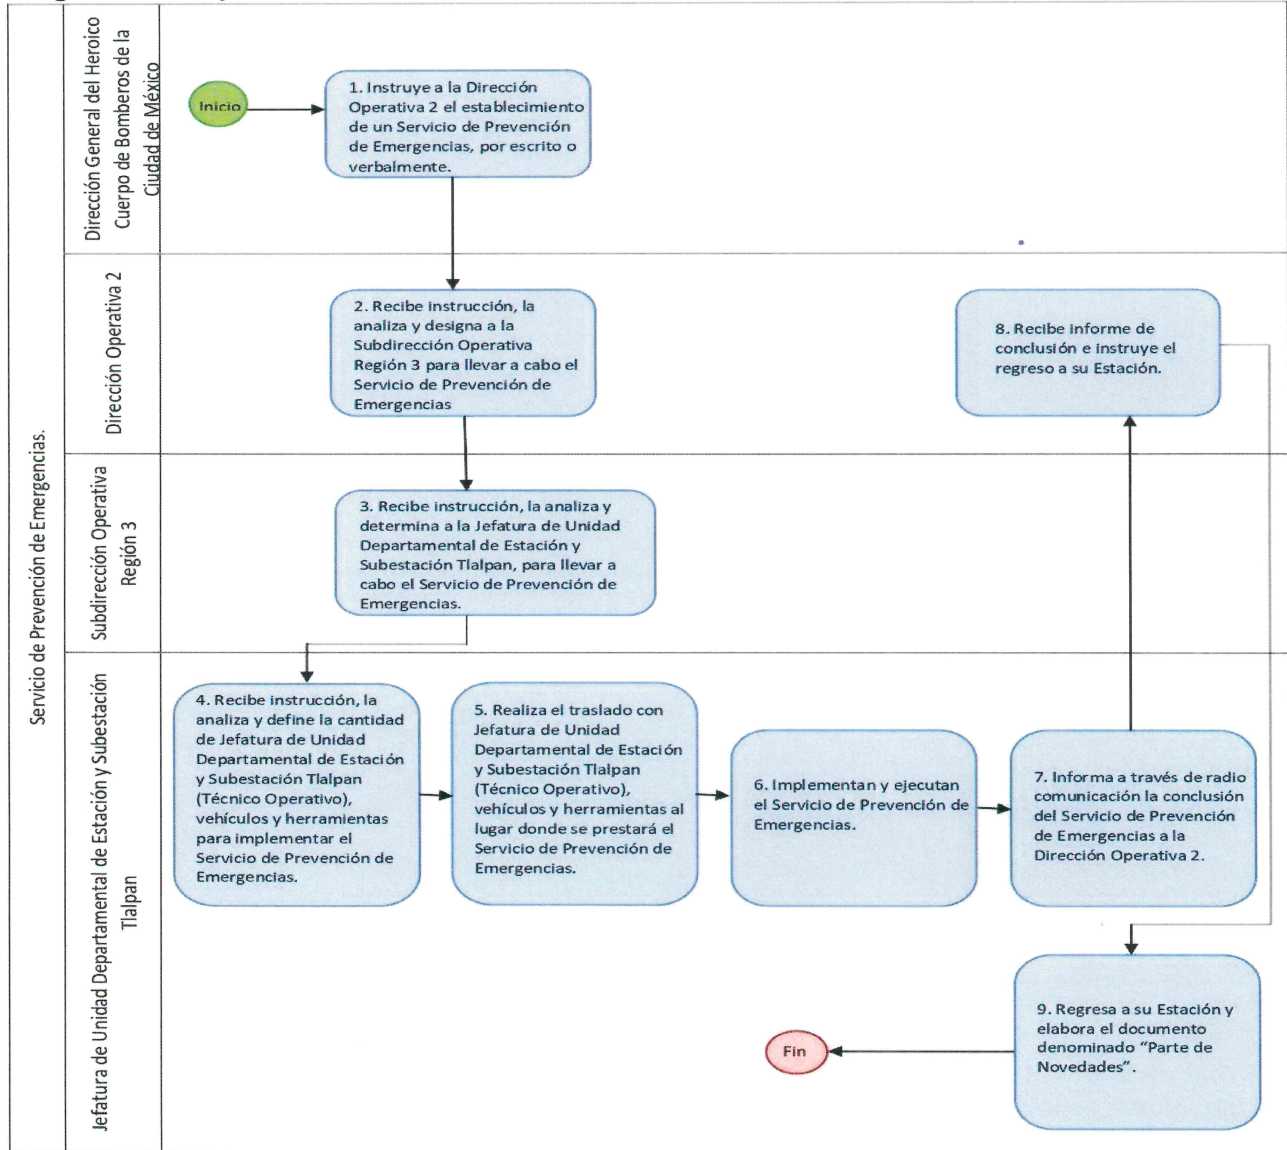 Servicio de Prevención de Emergencias.
Dirección General del Heroico
Cuerpo de Bomberos de la
Ciudad de México
Inicio
1. Instruye a la Dirección
Operativa 2 el establecimiento
de un Servicio de Prevención
de Emergencias, por escrito o
verbalmente.
Dirección Operativa 2
2. Recibe instrucción, la
analiza y designa a la
Subdirección Operativa
Región 3 para llevar a cabo el
Servicio de Prevención de
Emergencias
8. Recibe informe de
conclusión e instruye el
regreso a su Estación.
Subdirección Operativa
Región 3
3. Recibe instrucción, la analiza y
determina a la Jefatura de Unidad
Departamental de Estación y
Subestación Tlalpan, para llevar a
cabo el Servicio de Prevención de
Emergencias.
Jefatura de Unidad Departamental de Estación y Subestación
Tlalpan
4. Recibe instrucción, la
analiza y define la cantidad
de Jefatura de Unidad
Departamental de Estación
y Subestación Tlalpan
(Técnico Operativo),
vehículos y herramientas
para implementar el
Servicio de Prevención de
Emergencias.
5. Realiza el traslado con
Jefatura de Unidad
Departamental de Estación
y Subestación Tlalpan
(Técnico Operativo),
vehículos y herramientas al
lugar donde se prestará el
Servicio de Prevención de
Emergencias.
6. Implementan y ejecutan
el Servicio de Prevención de
Emergencias.
7. Informa a través de radio
comunicación la conclusión
del Servicio de Prevención
de Emergencias a la
Dirección Operativa 2.
9. Regresa a su Estación y
elabora el documento
denominado “Parte de
Novedades”.
Fin